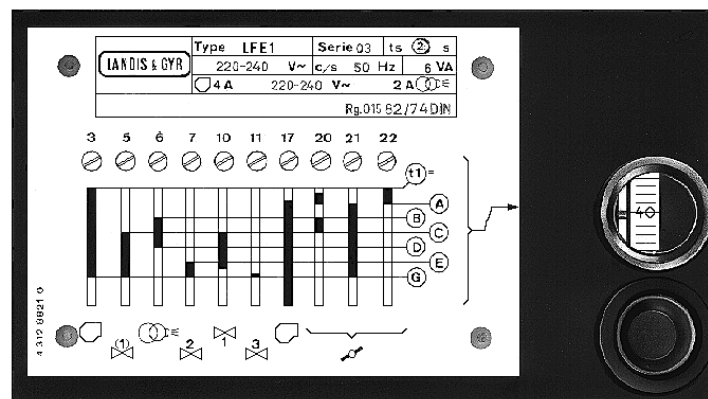 LANDIS & GYR
Type LFE1 Serie 03 ts 2 s
220-240 V~ c/s 50 Hz 6 VA
4 A 220-240 V~ 2 A
Rg.015 82/74 DIN
3 5 6 7 10 11 17 20 21 22
t1 =
A
B
C
D
E
G
40
4 312 8821 0
(1) 2 1 3